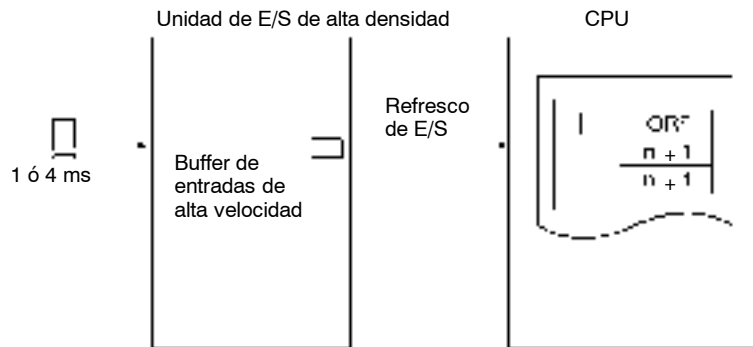 Unidad de E/S de alta densidad
CPU
1 ó 4 ms
Buffer de
entradas de
alta velocidad
Refresco
de E/S
n + 1
n + 1